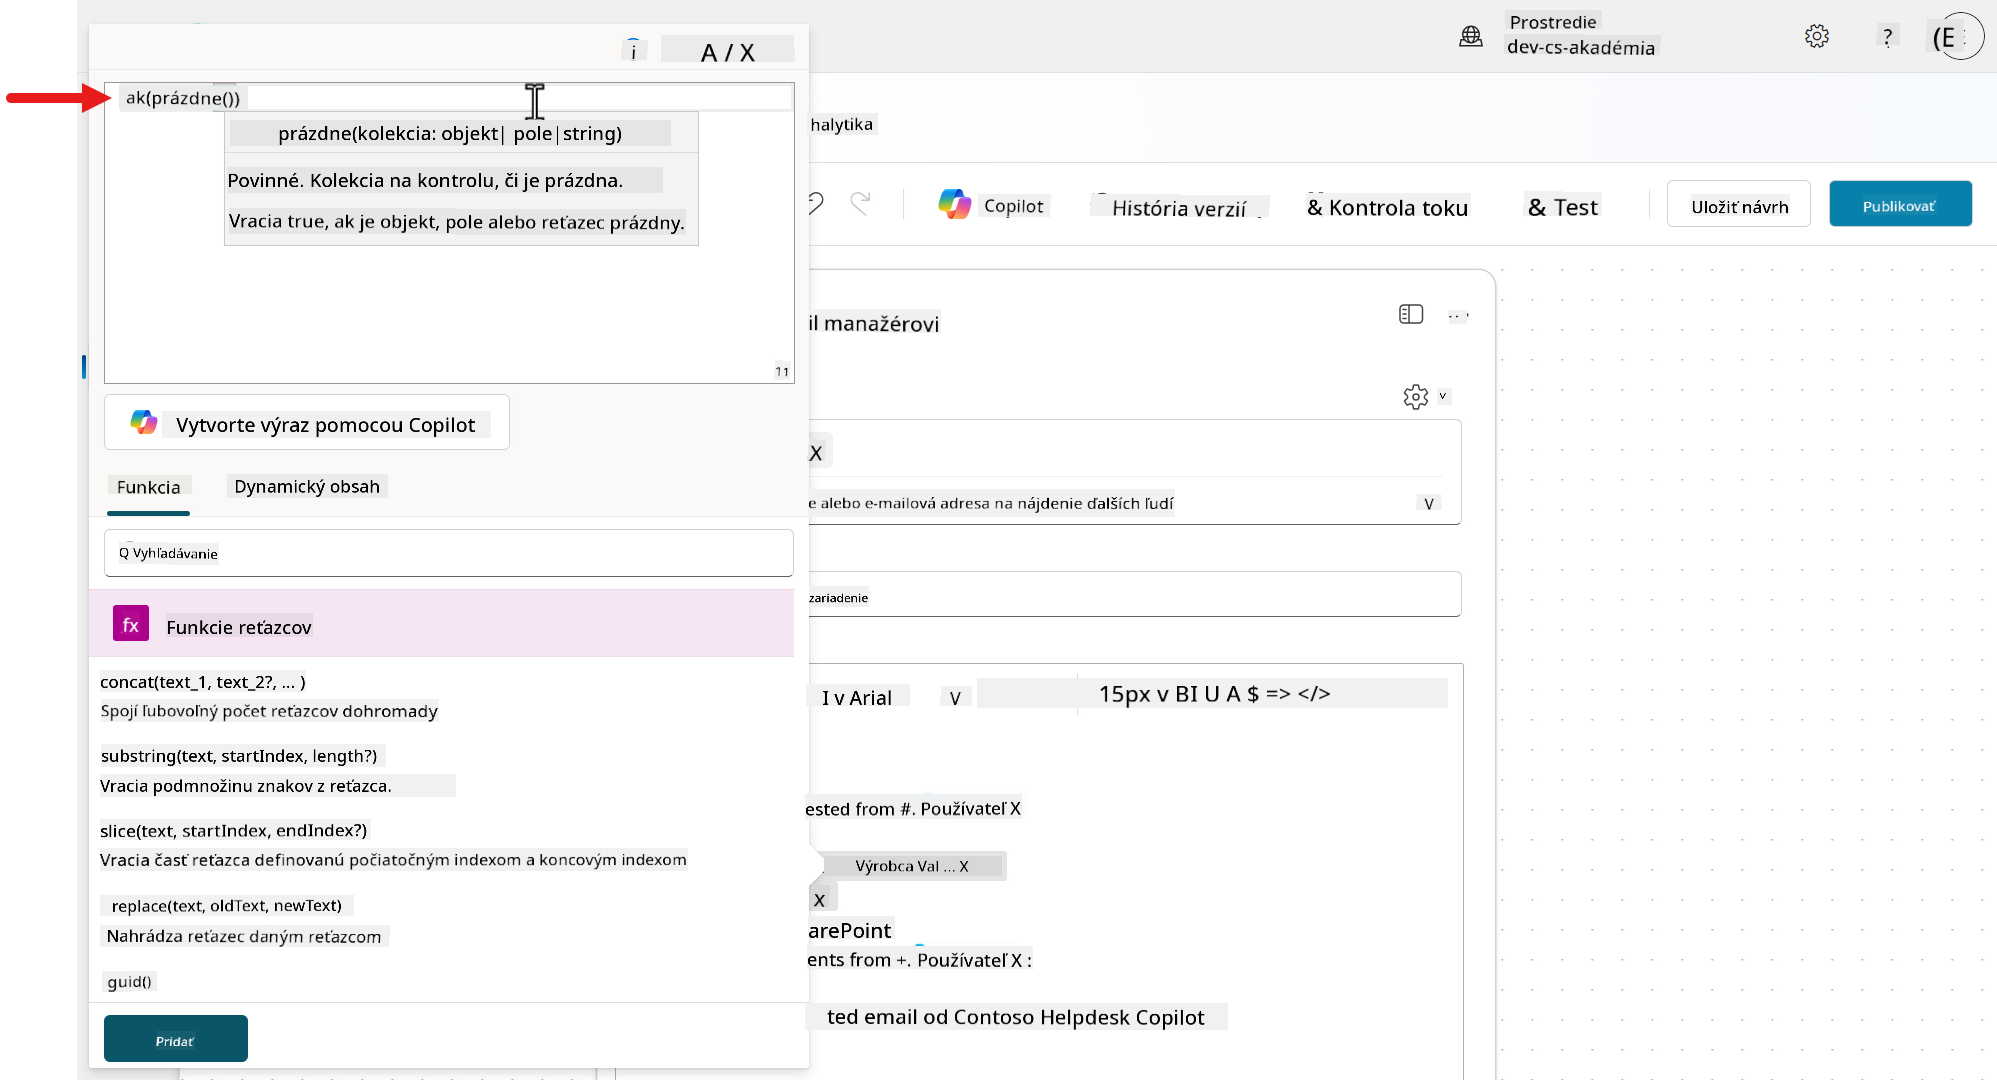 Prostredie
dev-cs-akadémia
?
(E
i
A / X
ak(prázdne())
prázdne(kolekcia: objekt| pole|string)
Povinné. Kolekcia na kontrolu, či je prázdna.
Vracia true, ak je objekt, pole alebo reťazec prázdny.
11
Vytvorte výraz pomocou Copilot
Funkcia
Dynamický obsah
Q Vyhľadávanie
fx
Funkcie reťazcov
concat(text_1, text_2?, ... )
Spojí ľubovoľný počet reťazcov dohromady
substring(text, startIndex, length?)
Vracia podmnožinu znakov z reťazca.
slice(text, startIndex, endIndex?)
Vracia časť reťazca definovanú počiatočným indexom a koncovým indexom
replace(text, oldText, newText)
Nahrádza reťazec daným reťazcom
guid()
Pridať
halytika
Copilot
História verzií
& Kontrola toku
& Test
Uložiť návrh
Publikovať
il manažérovi
v
X
e alebo e-mailová adresa na nájdenie ďalších ľudí
V
zariadenie
I v Arial
V
15px v BI U A $ => </>
ested from #. Používateľ X
Výrobca Val ... X
x
arePoint
ents from +. Používateľ X :
ted email od Contoso Helpdesk Copilot